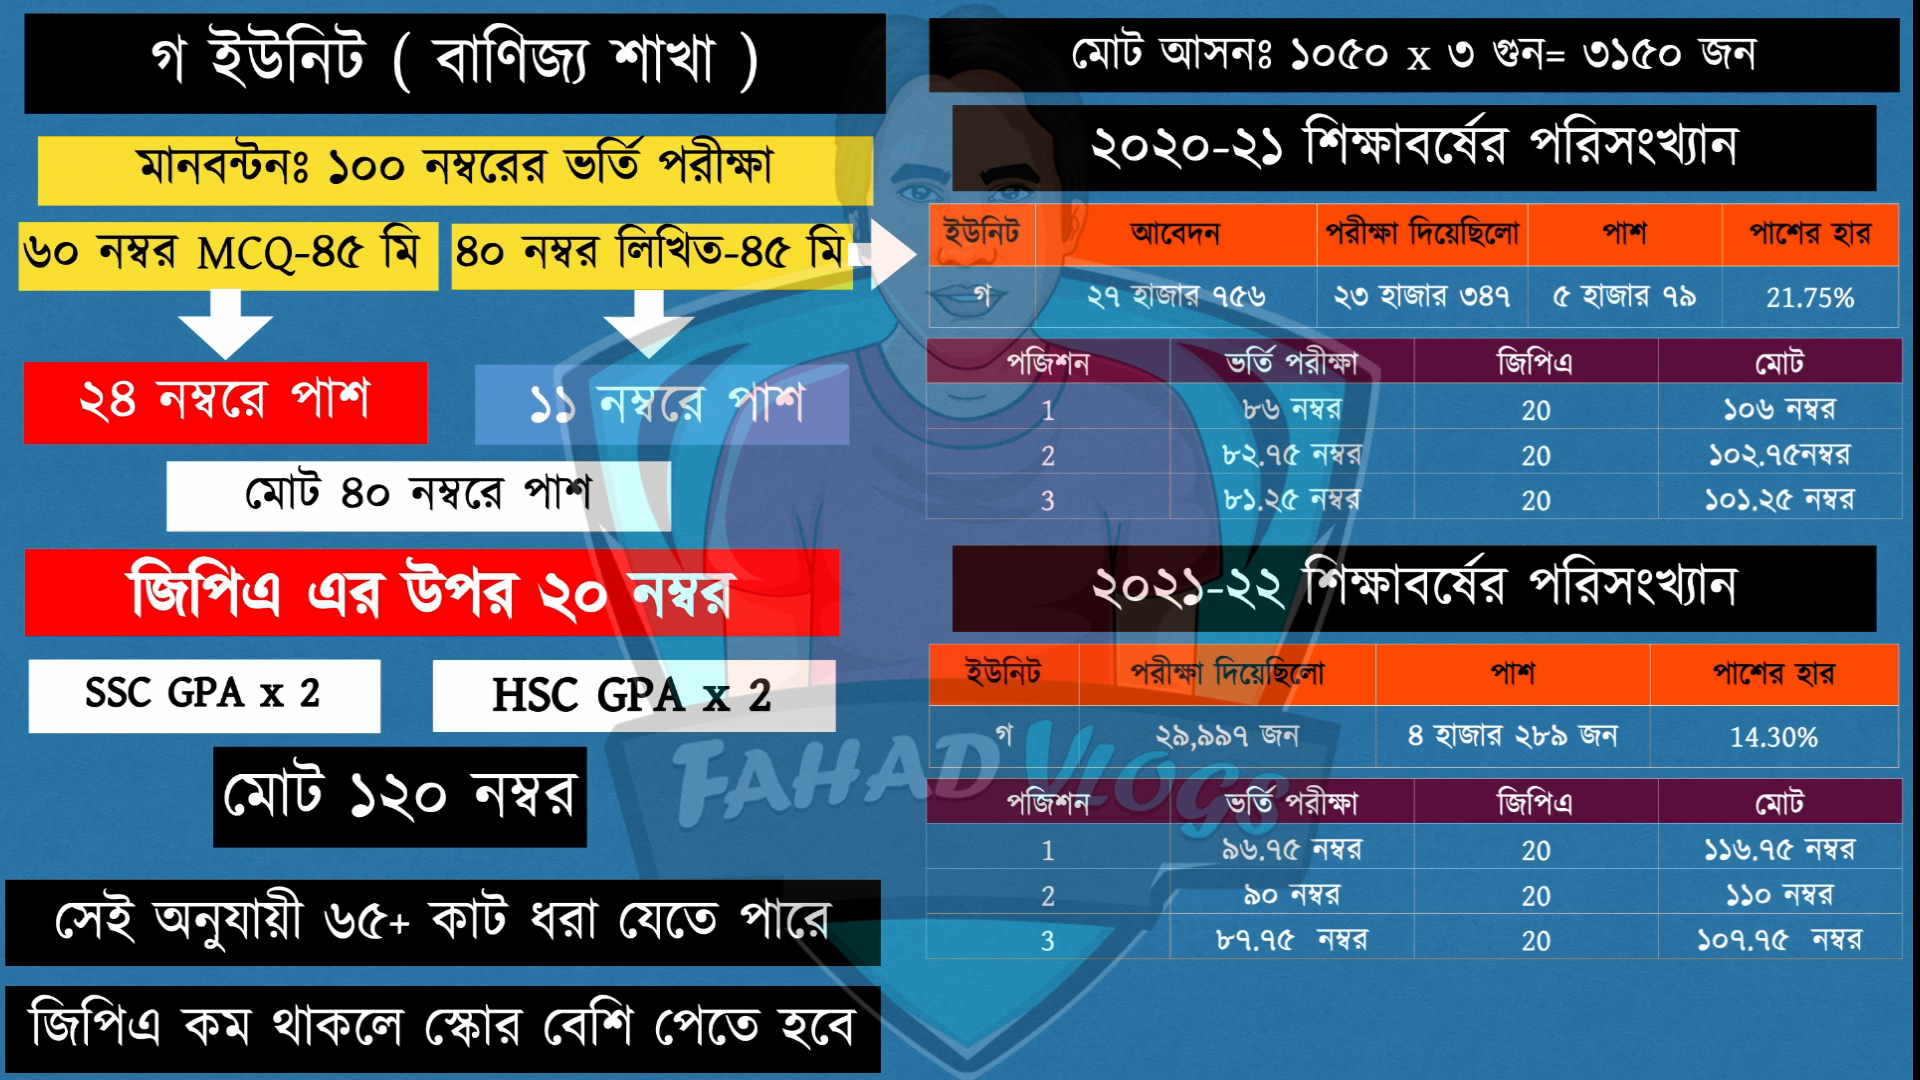 গ ইউনিট ( বাণিজ্য শাখা )
মানবন্টনঃ ১০০ নম্বরের ভর্তি পরীক্ষা
৬০ নম্বর MCQ-৪৫ মি
৪০ নম্বর লিখিত-৪৫ মি
২৪ নম্বরে পাশ
১১ নম্বরে পাশ
মোট ৪০ নম্বরে পাশ
জিপিএ এর উপর ২০ নম্বর
SSC GPA x 2
HSC GPA x 2
মোট ১২০ নম্বর
সেই অনুযায়ী ৬৫+ কাট ধরা যেতে পারে
জিপিএ কম থাকলে স্কোর বেশি পেতে হবে
মোট আসনঃ ১০৫০ x ৩ গুন= ৩১৫০ জন
২০২০-২১ শিক্ষাবর্ষের পরিসংখ্যান
ইউনিট আবেদন পরীক্ষা দিয়েছিলো পাশ পাশের হার
গ ২৭ হাজার ৭৫৬ ২৩ হাজার ৩৪৭ ৫ হাজার ৭৯ 21.75%
পজিশন ভর্তি পরীক্ষা জিপিএ মোট
1 ৮৬ নম্বর 20 ১০৬ নম্বর
2 ৮২.৭৫ নম্বর 20 ১০২.৭৫নম্বর
3 ৮১.২৫ নম্বর 20 ১০১.২৫ নম্বর
২০২১-২২ শিক্ষাবর্ষের পরিসংখ্যান
ইউনিট পরীক্ষা দিয়েছিলো পাশ পাশের হার
গ ২৯,৯৯৭ জন ৪ হাজার ২৮৯ জন 14.30%
পজিশন ভর্তি পরীক্ষা জিপিএ মোট
1 ৯৬.৭৫ নম্বর 20 ১১৬.৭৫ নম্বর
2 ৯০ নম্বর 20 ১১০ নম্বর
3 ৮৭.৭৫ নম্বর 20 ১০৭.৭৫ নম্বর
FAHAD VLOGS